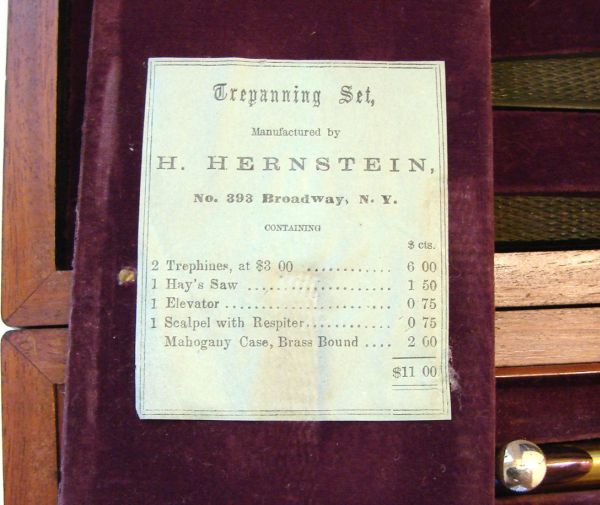 Trepanning Set,
Manufactured by
H. HERNSTEIN,
No. 393 Broadway, N. Y.
CONTAINING
$ cts.
2 Trephines, at $3 00 ............ 6 00
1 Hay's Saw .................... 1 50
1 Elevator ....................... 0 75
1 Scalpel with Respiter............ 0 75
Mahogany Case, Brass Bound .... 2 00
$11 00